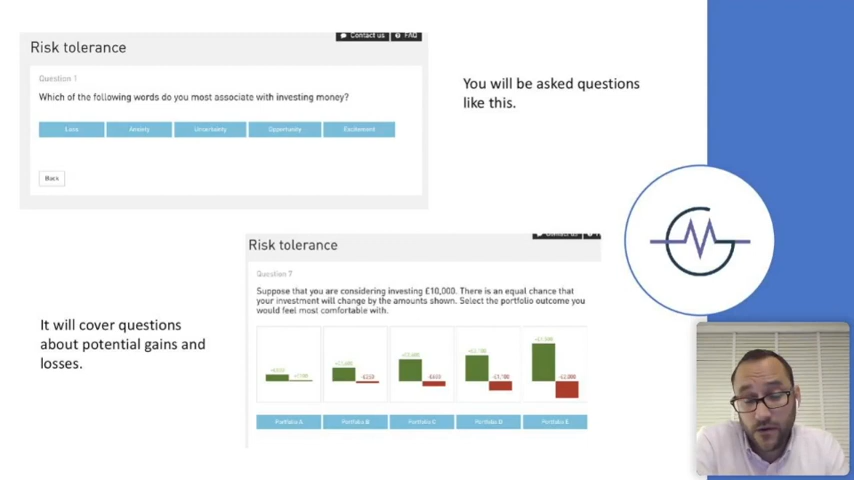 Contact us
FAQ
Risk tolerance
Question 1
Which of the following words do you most associate with investing money?
Loss
Anxiety
Uncertainty
Opportunity
Excitement
Back
You will be asked questions
like this.
Risk tolerance
Question 7
Suppose that you are considering investing £10,000. There is an equal chance that
your investment will change by the amounts shown. Select the portfolio outcome you
would feel most comfortable with.
-£250
Portfolio A
Portfolio B
Portfolio C
Portfolio D
Portfolio E
It will cover questions
about potential gains and
losses.